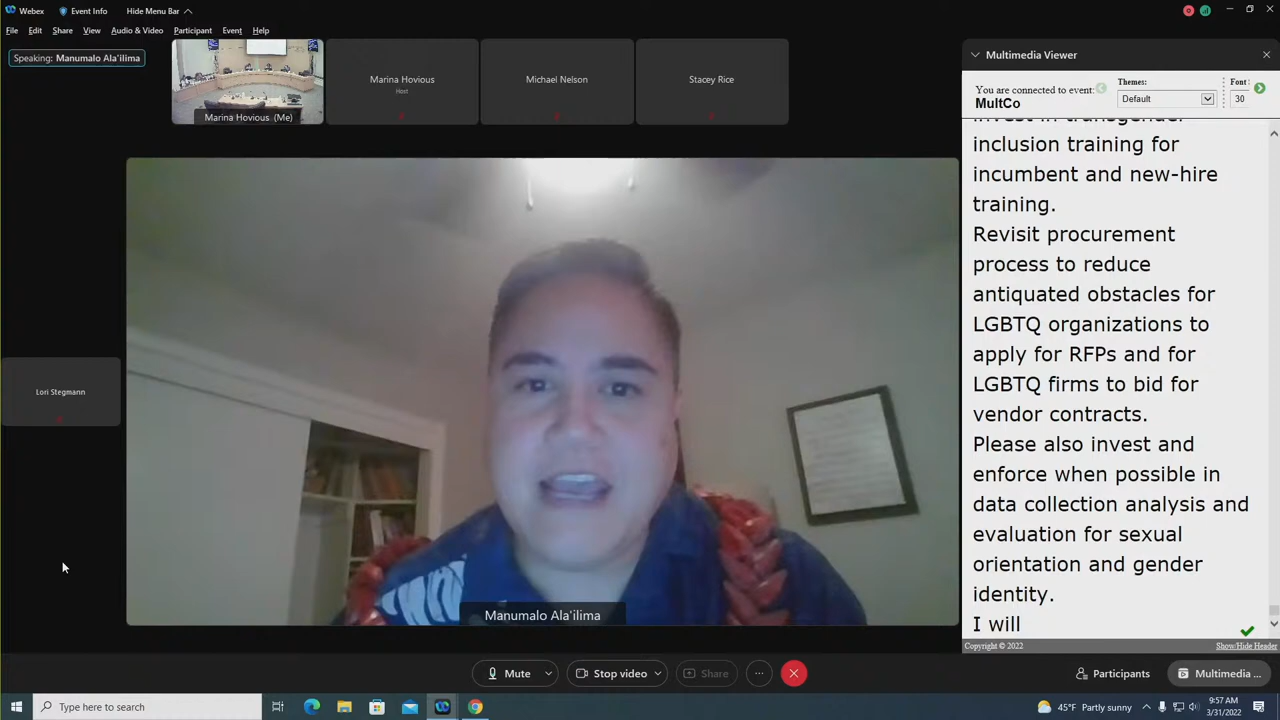 Webex
Event Info
Hide Menu Bar
File
Edit
Share
View
Audio & Video
Participant
Event
Help
Speaking: Manumalo Ala'ilima
Marina Hovious (Me)
Marina Hovious
Host
Michael Nelson
Stacey Rice
Lori Stegmann
Manumalo Ala'ilima
Multimedia Viewer
You are connected to event:
MultCo
Themes:
Default
Font
30
invest in transgender
inclusion training for
incumbent and new-hire
training.
Revisit procurement
process to reduce
antiquated obstacles for
LGBTQ organizations to
apply for RFPs and for
LGBTQ firms to bid for
vendor contracts.
Please also invest and
enforce when possible in
data collection analysis and
evaluation for sexual
orientation and gender
identity.
I will
Copyright © 2022
Show/Hide Header
Mute
Stop video
Share
Participants
Multimedia ...
Type here to search
45°F Partly sunny
9:57 AM
3/31/2022